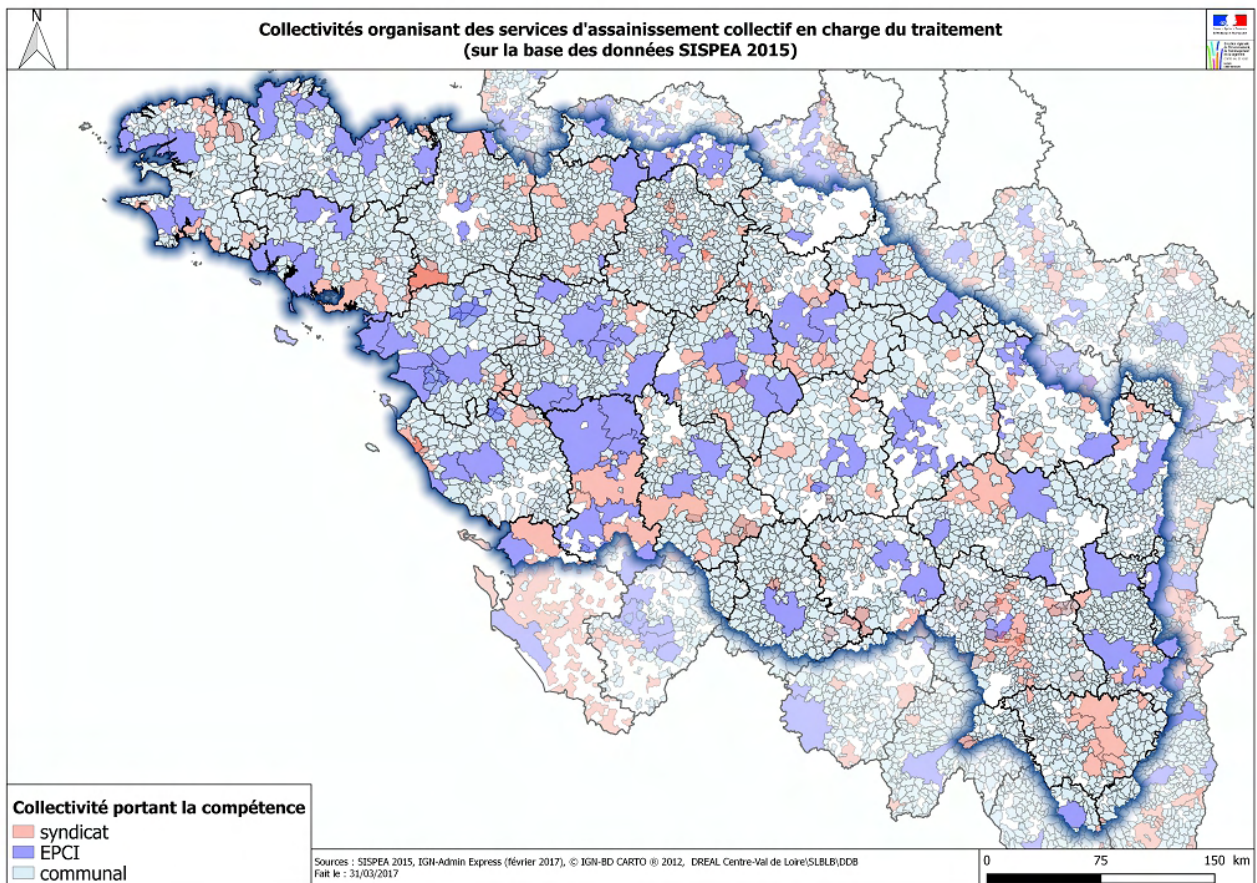 N
Collectivités organisant des services d'assainissement collectif en charge du traitement
(sur la base des données SISPEA 2015)
Collectivité portant la compétence
syndicat
EPCI
communal
Sources : SISPEA 2015, IGN-Admin Express (février 2017), © IGN-BD CARTO ® 2012, DREAL Centre-Val de Loire\SLBLB\DDB
Fait le : 31/03/2017
0 75 150 km